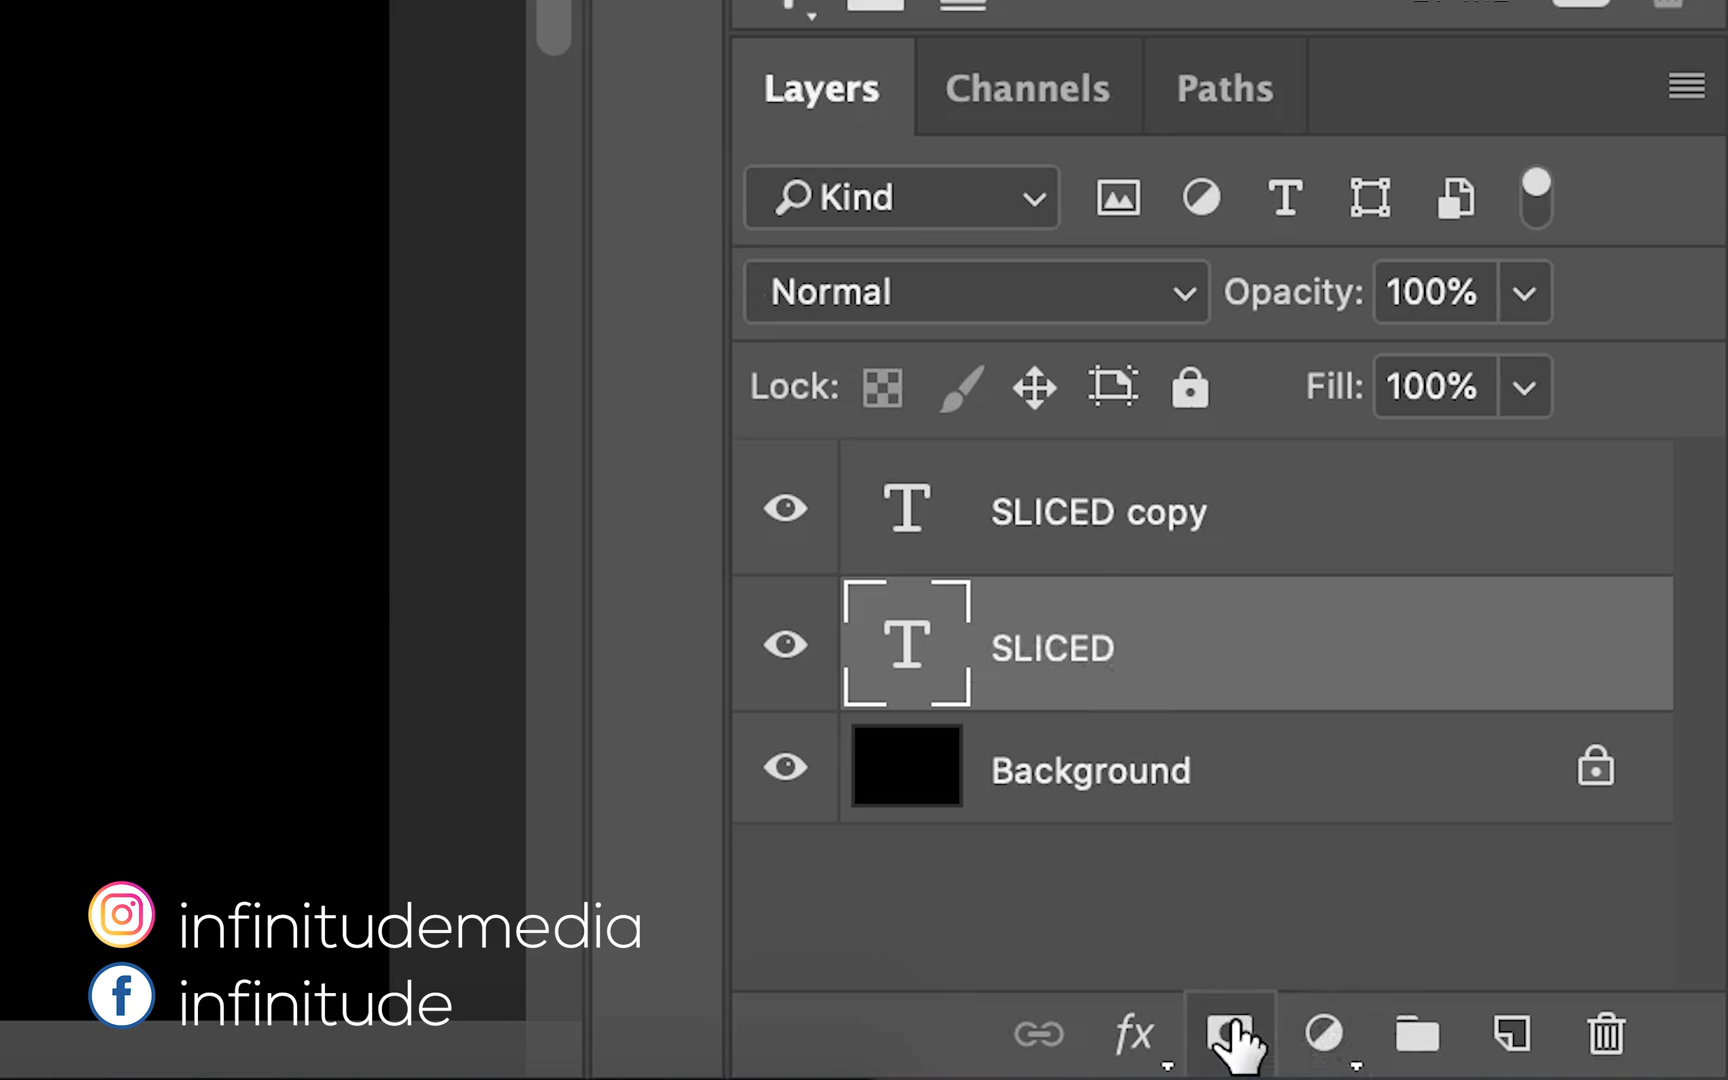 Layers Channels Paths
Kind
Normal Opacity: 100%
Lock: Fill: 100%
SLICED copy
SLICED
Background
infinitudemedia
infinitude
fx